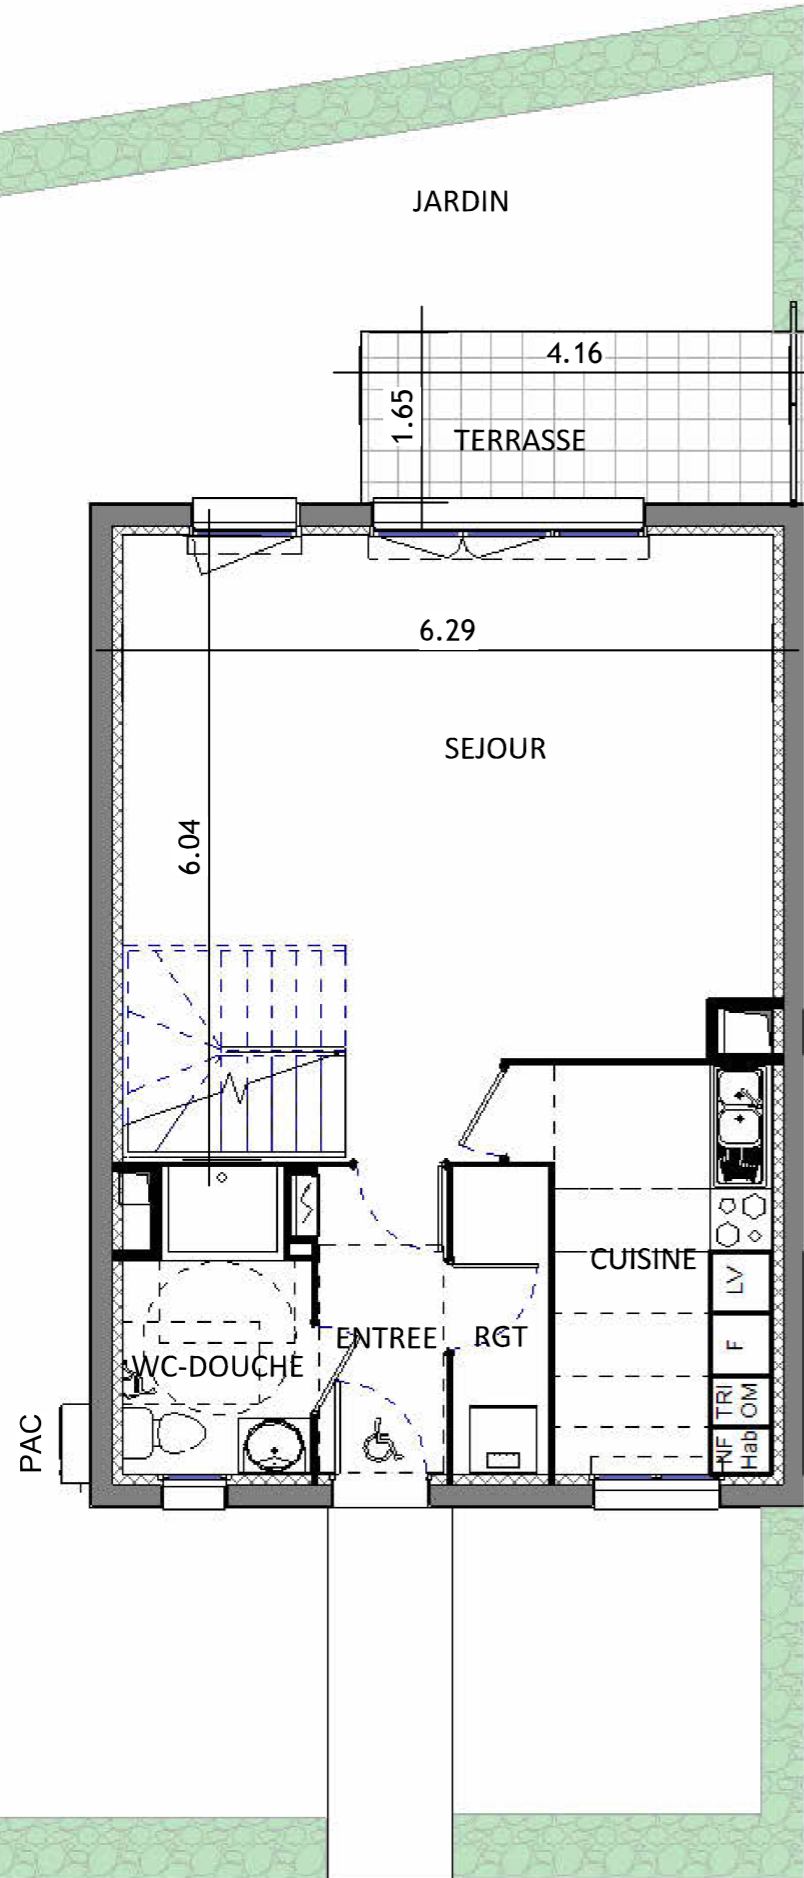 JARDIN
4.16
1.65
TERRASSE
6.29
SEJOUR
6.04
CUISINE
LV
ENTREE
RGT
F
WC-DOUCHE
TRI
OM
PAC
NF
Hab